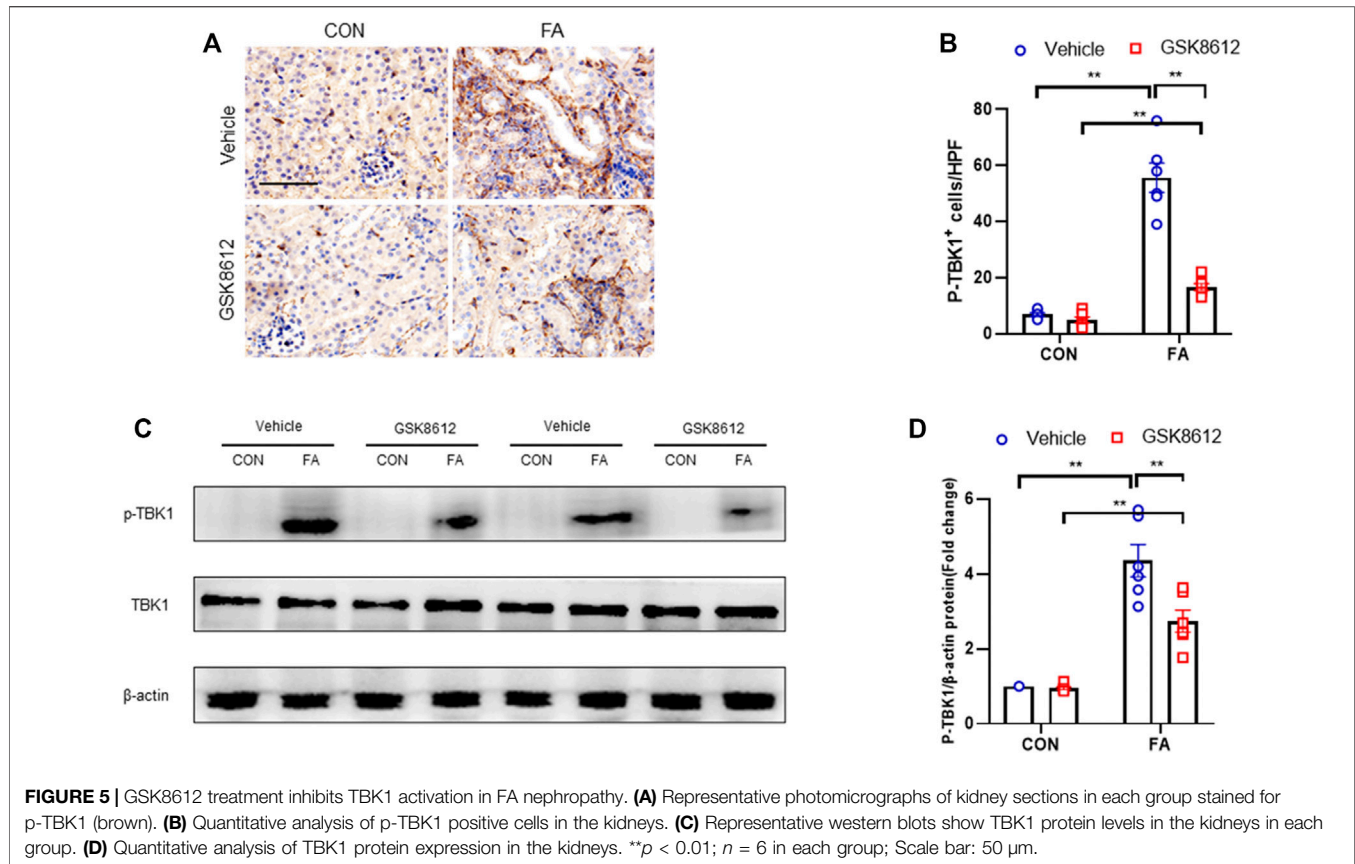 A
CON FA
Vehicle
GSK8612
B
Vehicle GSK8612
** **
**
P-TBK1+ cells/HPF
80
60
40
20
0
CON FA
C
Vehicle GSK8612 Vehicle GSK8612
CON FA CON FA CON FA CON FA
p-TBK1
TBK1
β-actin
D
Vehicle GSK8612
** **
**
P-TBK1/β-actin protein(Fold change)
6
4
2
0
CON FA
FIGURE 5 | GSK8612 treatment inhibits TBK1 activation in FA nephropathy. (A) Representative photomicrographs of kidney sections in each group stained for
p-TBK1 (brown). (B) Quantitative analysis of p-TBK1 positive cells in the kidneys. (C) Representative western blots show TBK1 protein levels in the kidneys in each
group. (D) Quantitative analysis of TBK1 protein expression in the kidneys. **p < 0.01; n = 6 in each group; Scale bar: 50 μm.